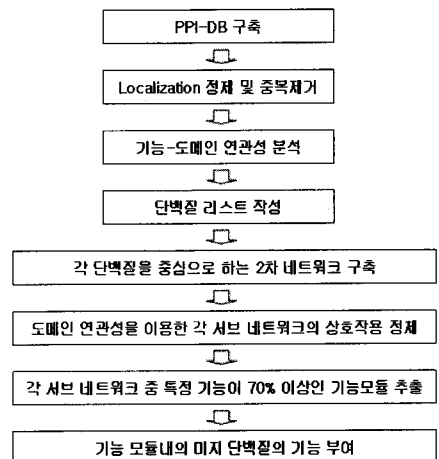 PPI-DB 구축
Localization 정제 및 중복제거
기능-도메인 연관성 분석
단백질 리스트 작성
각 단백질을 중심으로 하는 2차 네트워크 구축
도메인 연관성을 이용한 각 서브 네트워크의 상호작용 정제
각 서브 네트워크 중 특정 기능이 70% 이상인 기능모듈 추출
기능 모듈내의 미지 단백질의 기능 부여